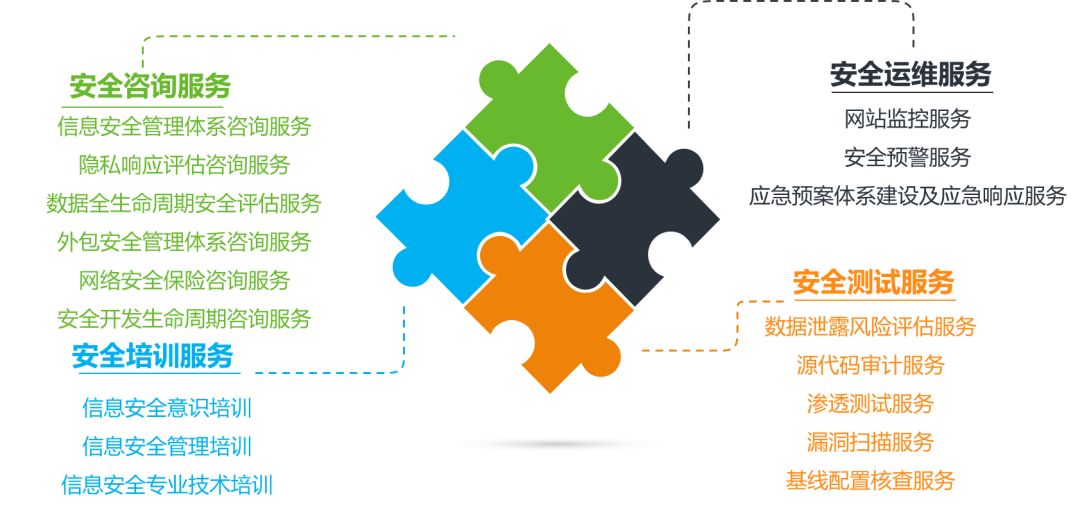 安全咨询服务
信息安全管理体系咨询服务
隐私响应评估咨询服务
数据全生命周期安全评估服务
外包安全管理体系咨询服务
网络安全保险咨询服务
安全开发生命周期咨询服务
安全培训服务
信息安全意识培训
信息安全管理培训
信息安全专业技术培训
安全运维服务
网站监控服务
安全预警服务
应急预案体系建设及应急响应服务
安全测试服务
数据泄露风险评估服务
源代码审计服务
渗透测试服务
漏洞扫描服务
基线配置核查服务